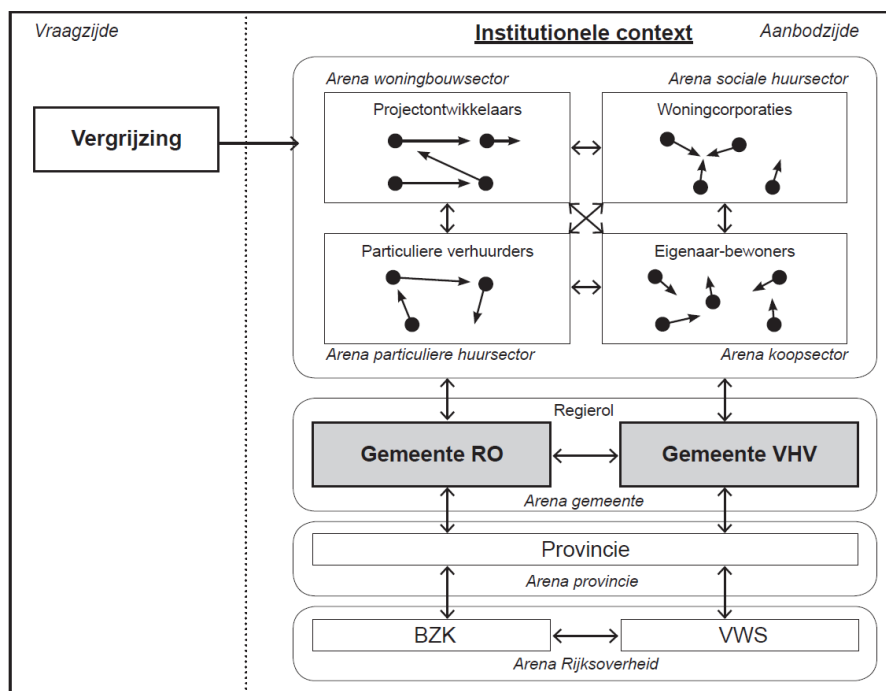 Vraagzijde
Institutionele context
Aanbodzijde
Arena woningbouwsector
Arena sociale huursector
Vergrijzing
Projectontwikkelaars
Woningcorporaties
Particuliere verhuurders
Eigenaar-bewoners
Arena particuliere huursector
Arena koopsector
Regierol
Gemeente RO
Gemeente VHV
Arena gemeente
Provincie
Arena provincie
BZK
VWS
Arena Rijksoverheid